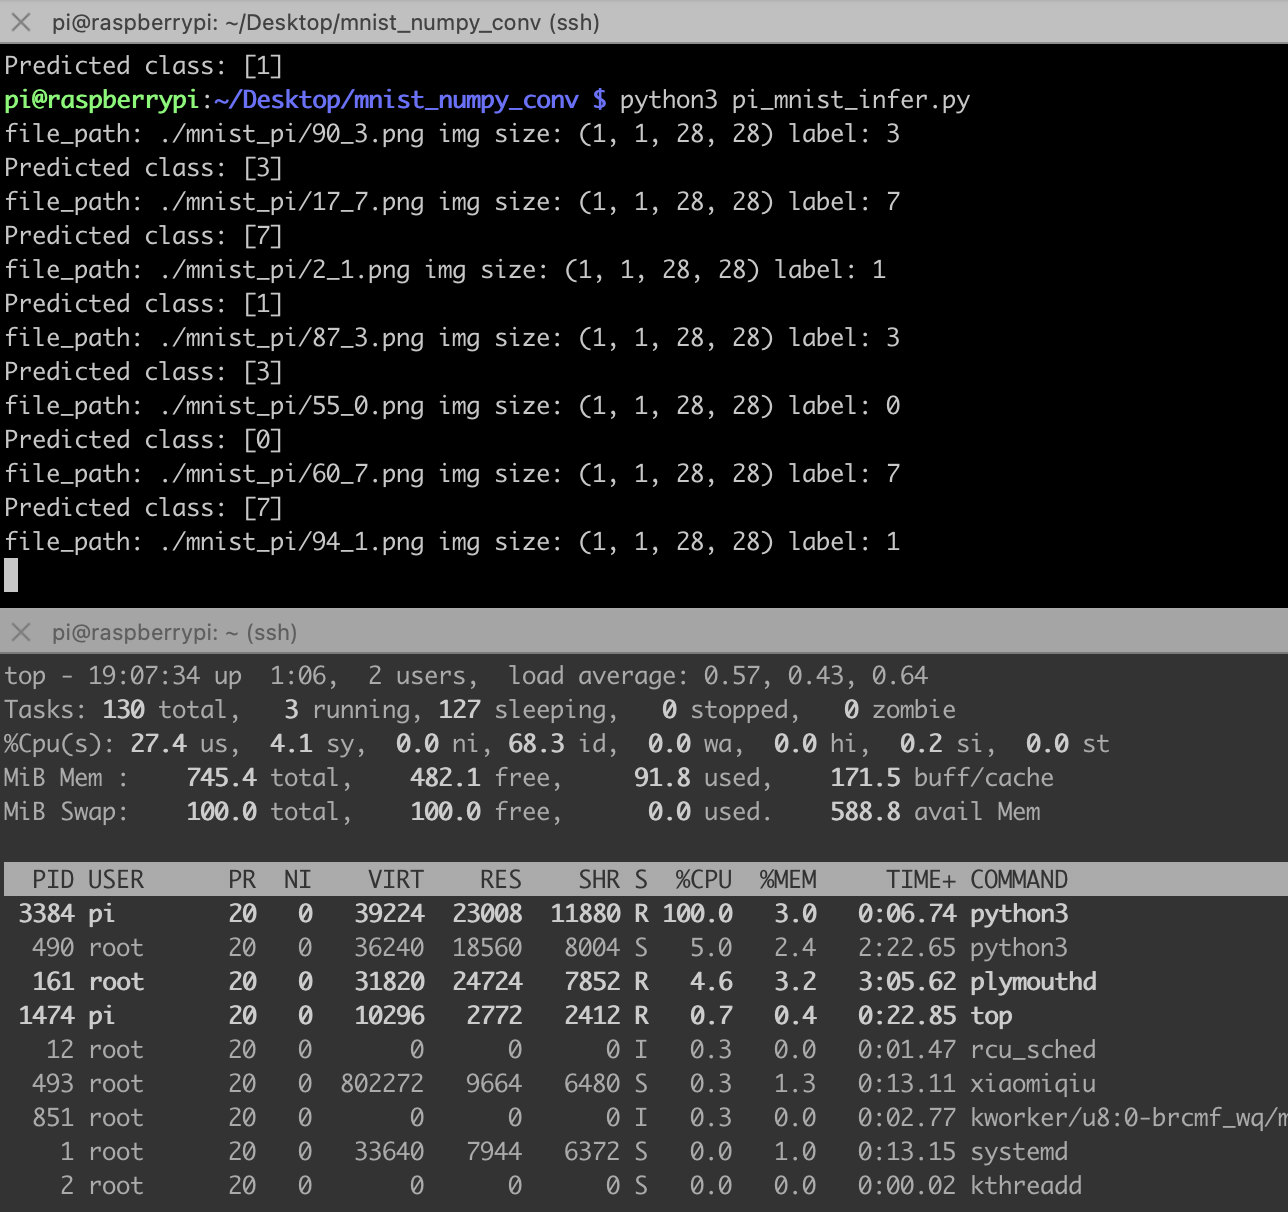 pi@raspberrypi: ~/Desktop/mnist_numpy_conv (ssh)
Predicted class: [1]
pi@raspberrypi:~/Desktop/mnist_numpy_conv $ python3 pi_mnist_infer.py
file_path: ./mnist_pi/90_3.png img size: (1, 1, 28, 28) label: 3
Predicted class: [3]
file_path: ./mnist_pi/17_7.png img size: (1, 1, 28, 28) label: 7
Predicted class: [7]
file_path: ./mnist_pi/2_1.png img size: (1, 1, 28, 28) label: 1
Predicted class: [1]
file_path: ./mnist_pi/87_3.png img size: (1, 1, 28, 28) label: 3
Predicted class: [3]
file_path: ./mnist_pi/55_0.png img size: (1, 1, 28, 28) label: 0
Predicted class: [0]
file_path: ./mnist_pi/60_7.png img size: (1, 1, 28, 28) label: 7
Predicted class: [7]
file_path: ./mnist_pi/94_1.png img size: (1, 1, 28, 28) label: 1
pi@raspberrypi: ~ (ssh)
top - 19:07:34 up  1:06,  2 users,  load average: 0.57, 0.43, 0.64
Tasks: 130 total,   3 running, 127 sleeping,   0 stopped,   0 zombie
%Cpu(s): 27.4 us,  4.1 sy,  0.0 ni, 68.3 id,  0.0 wa,  0.0 hi,  0.2 si,  0.0 st
MiB Mem :    745.4 total,    482.1 free,     91.8 used,    171.5 buff/cache
MiB Swap:    100.0 total,    100.0 free,      0.0 used.    588.8 avail Mem
PID USER      PR  NI    VIRT    RES    SHR S  %CPU  %MEM     TIME+ COMMAND
3384 pi        20   0   39224  23008  11880 R 100.0   3.0   0:06.74 python3
490 root      20   0   36240  18560   8004 S   5.0   2.4   2:22.65 python3
161 root      20   0   31820  24724   7852 R   4.6   3.2   3:05.62 plymouthd
1474 pi        20   0   10296   2772   2412 R   0.7   0.4   0:22.85 top
12 root      20   0       0      0      0 I   0.3   0.0   0:01.47 rcu_sched
493 root      20   0  802272   9664   6480 S   0.3   1.3   0:13.11 xiaomiqiu
851 root      20   0       0      0      0 I   0.3   0.0   0:02.77 kworker/u8:0-brcmf_wq/m
1 root      20   0   33640   7944   6372 S   0.0   1.0   0:13.15 systemd
2 root      20   0       0      0      0 S   0.0   0.0   0:00.02 kthreadd